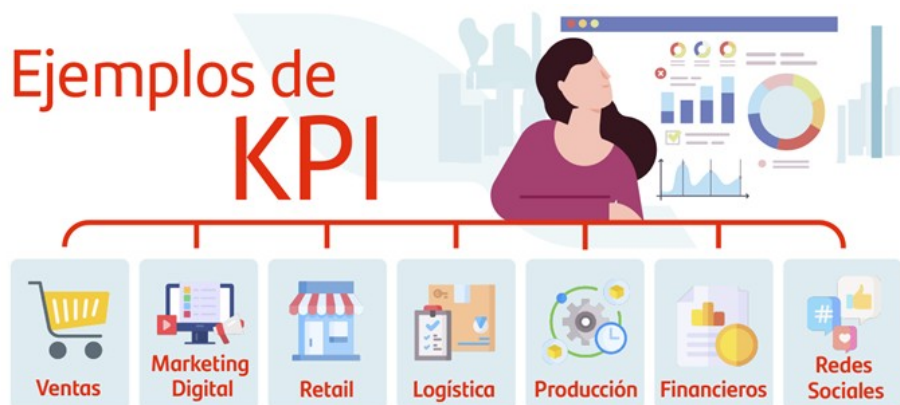 Ejemplos de
KPI
Ventas
Marketing
Digital
Retail
Logística
Producción
Financieros
Redes
Sociales